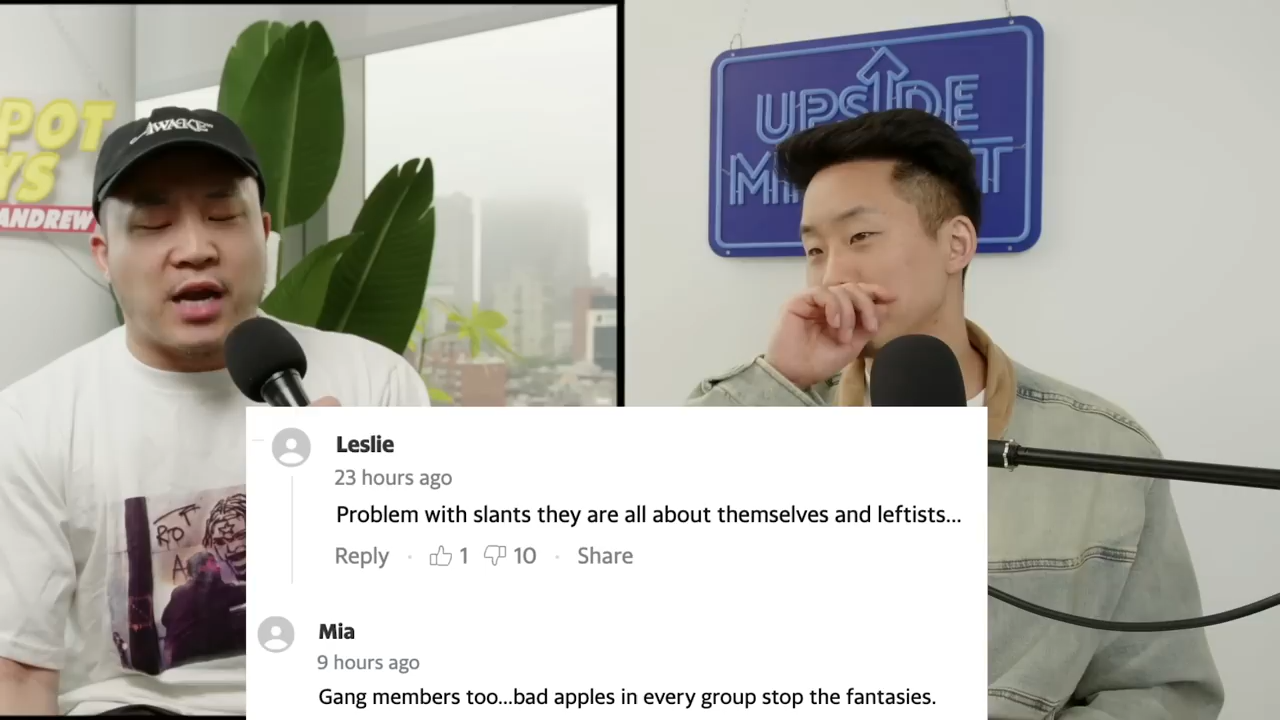 POT
YS
ANDREW
AWAKE
UPSIDE
Leslie
23 hours ago
Problem with slants they are all about themselves and leftists...
Reply · 1 10 · Share
Mia
9 hours ago
Gang members too...bad apples in every group stop the fantasies.